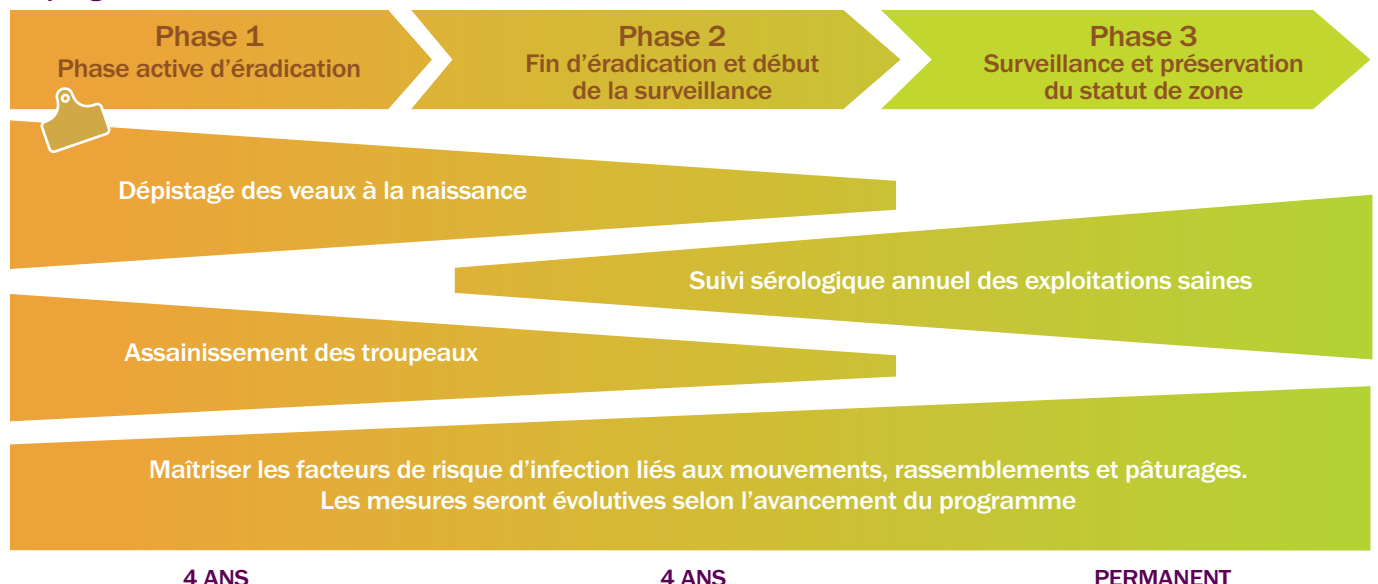 Phase 1
Phase active d’éradication
Phase 2
Fin d’éradication et début
de la surveillance
Phase 3
Surveillance et préservation
du statut de zone
Dépistage des veaux à la naissance
Suivi sérologique annuel des exploitations saines
Assainissement des troupeaux
Maîtriser les facteurs de risque d’infection liés aux mouvements, rassemblements et pâturages.
Les mesures seront évolutives selon l’avancement du programme
4 ANS
4 ANS
PERMANENT